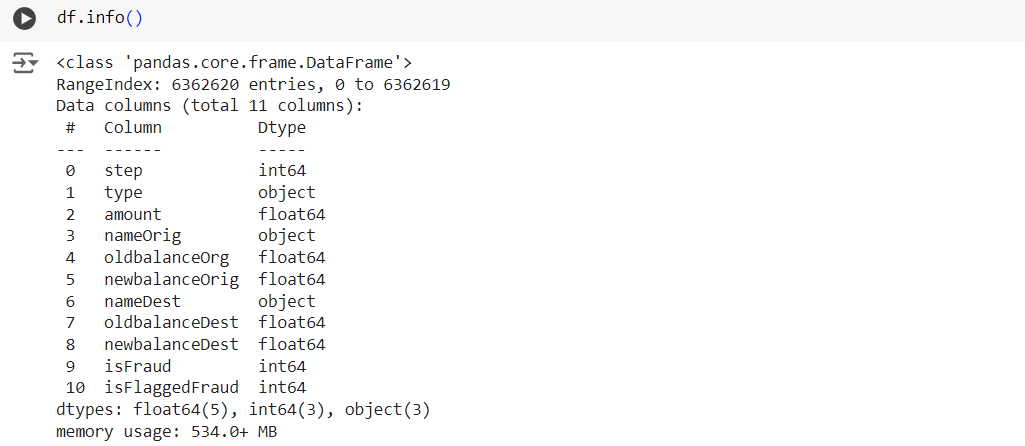 df.info()
<class 'pandas.core.frame.DataFrame'>
RangeIndex: 6362620 entries, 0 to 6362619
Data columns (total 11 columns):
 #   Column          Dtype
---  ------          -----
 0   step            int64
 1   type            object
 2   amount          float64
 3   nameOrig        object
 4   oldbalanceOrg   float64
 5   newbalanceOrig  float64
 6   nameDest        object
 7   oldbalanceDest  float64
 8   newbalanceDest  float64
 9   isFraud         int64
 10  isFlaggedFraud  int64
dtypes: float64(5), int64(3), object(3)
memory usage: 534.0+ MB